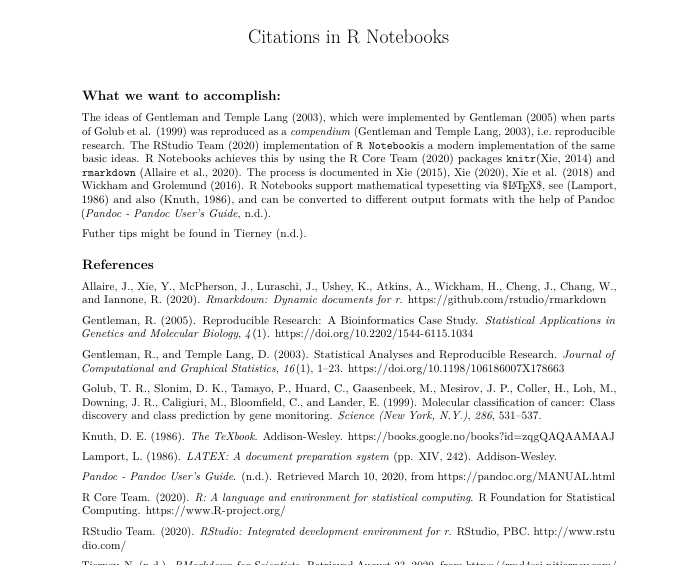 Citations in R Notebooks
What we want to accomplish:
The ideas of Gentleman and Temple Lang (2003), which were implemented by Gentleman (2005) when parts
of Golub et al. (1999) was reproduced as a compendium (Gentleman and Temple Lang, 2003), i.e. reproducible
research. The RStudio Team (2020) implementation of R Notebookis a modern implementation of the same
basic ideas. R Notebooks achieves this by using the R Core Team (2020) packages knitr(Xie, 2014) and
rmarkdown (Allaire et al., 2020). The process is documented in Xie (2015), Xie (2020), Xie et al. (2018) and
Wickham and Grolemund (2016). R Notebooks support mathematical typesetting via $LATEX$, see (Lamport,
1986) and also (Knuth, 1986), and can be converted to different output formats with the help of Pandoc
(Pandoc - Pandoc User's Guide, n.d.).
Futher tips might be found in Tierney (n.d.).
References
Allaire, J., Xie, Y., McPherson, J., Luraschi, J., Ushey, K., Atkins, A., Wickham, H., Cheng, J., Chang, W.,
and Iannone, R. (2020). Rmarkdown: Dynamic documents for r. https://github.com/rstudio/rmarkdown
Gentleman, R. (2005). Reproducible Research: A Bioinformatics Case Study. Statistical Applications in
Genetics and Molecular Biology, 4(1). https://doi.org/10.2202/1544-6115.1034
Gentleman, R., and Temple Lang, D. (2003). Statistical Analyses and Reproducible Research. Journal of
Computational and Graphical Statistics, 16(1), 1–23. https://doi.org/10.1198/106186007X178663
Golub, T. R., Slonim, D. K., Tamayo, P., Huard, C., Gaasenbeek, M., Mesirov, J. P., Coller, H., Loh, M.,
Downing, J. R., Caligiuri, M., Bloomfield, C., and Lander, E. (1999). Molecular classification of cancer: Class
discovery and class prediction by gene monitoring. Science (New York, N.Y.), 286, 531–537.
Knuth, D. E. (1986). The TeXbook. Addison-Wesley. https://books.google.no/books?id=zqgQAQAAMAAJ
Lamport, L. (1986). LATEX: A document preparation system (pp. XIV, 242). Addison-Wesley.
Pandoc - Pandoc User's Guide. (n.d.). Retrieved March 10, 2020, from https://pandoc.org/MANUAL.html
R Core Team. (2020). R: A language and environment for statistical computing. R Foundation for Statistical
Computing. https://www.R-project.org/
RStudio Team. (2020). RStudio: Integrated development environment for r. RStudio, PBC. http://www.rstu
dio.com/
Tierney, N. (n.d.). RMarkdown for Scientists. Retrieved August 23, 2020, from